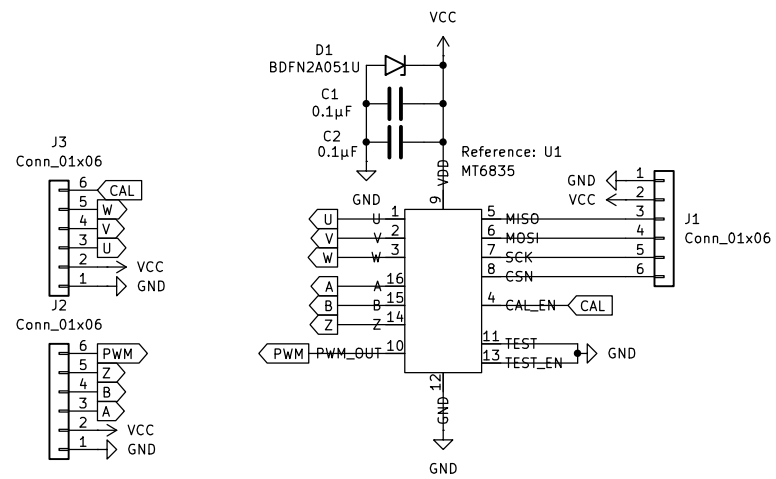 VCC
D1
BDFN2A051U
C1
0.1µF
C2
0.1µF
GND
Reference: U1
MT6835
VDD
9
U 1 U
V 2 V
W 3 W
A 16 A
B 15 B
Z 14 Z
PWM 10 PWM_OUT
5 MISO
6 MOSI
7 SCK
8 CSN
4 CAL_EN CAL
11 TEST
13 TEST_EN
GND
12
GND
GND
J3
Conn_01x06
6 CAL
5 W
4 V
3 U
2 VCC
1 GND
J2
Conn_01x06
6 PWM
5 Z
4 B
3 A
2 VCC
1 GND
GND 1
VCC 2
3
4
5
6
J1
Conn_01x06